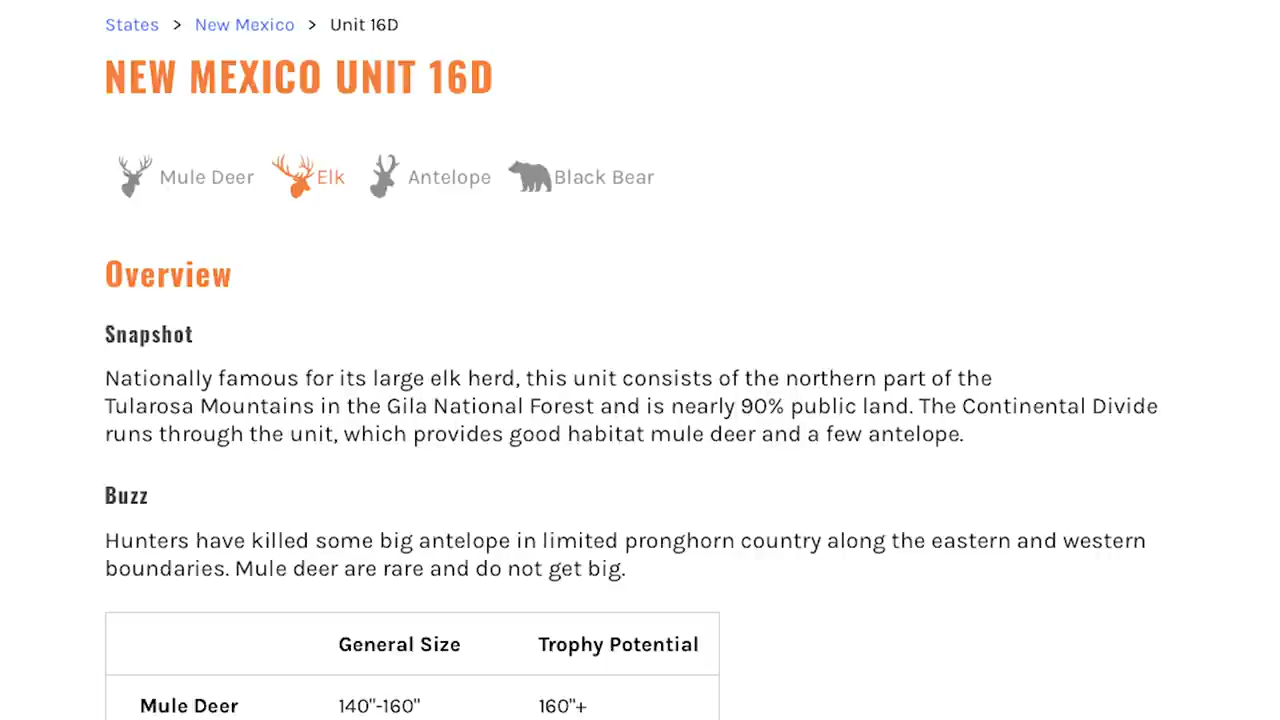 States > New Mexico > Unit 16D
NEW MEXICO UNIT 16D
Mule Deer Elk Antelope Black Bear
Overview
Snapshot
Nationally famous for its large elk herd, this unit consists of the northern part of the
Tularosa Mountains in the Gila National Forest and is nearly 90% public land. The Continental Divide
runs through the unit, which provides good habitat mule deer and a few antelope.
Buzz
Hunters have killed some big antelope in limited pronghorn country along the eastern and western
boundaries. Mule deer are rare and do not get big.
General Size Trophy Potential
Mule Deer 140"-160" 160"+